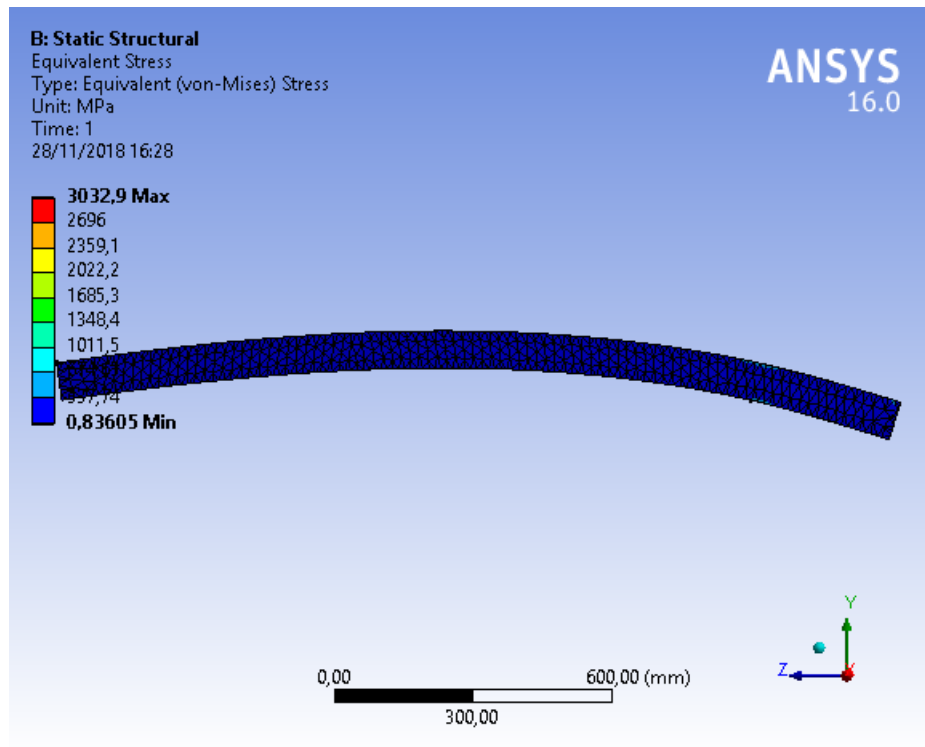 B: Static Structural
Equivalent Stress
Type: Equivalent (von-Mises) Stress
Unit: MPa
Time: 1
28/11/2018 16:28
ANSYS
16.0
3032,9 Max
2696
2359,1
2022,2
1685,3
1348,4
1011,5
0,83605 Min
Y
Z
0,00
600,00 (mm)
300,00